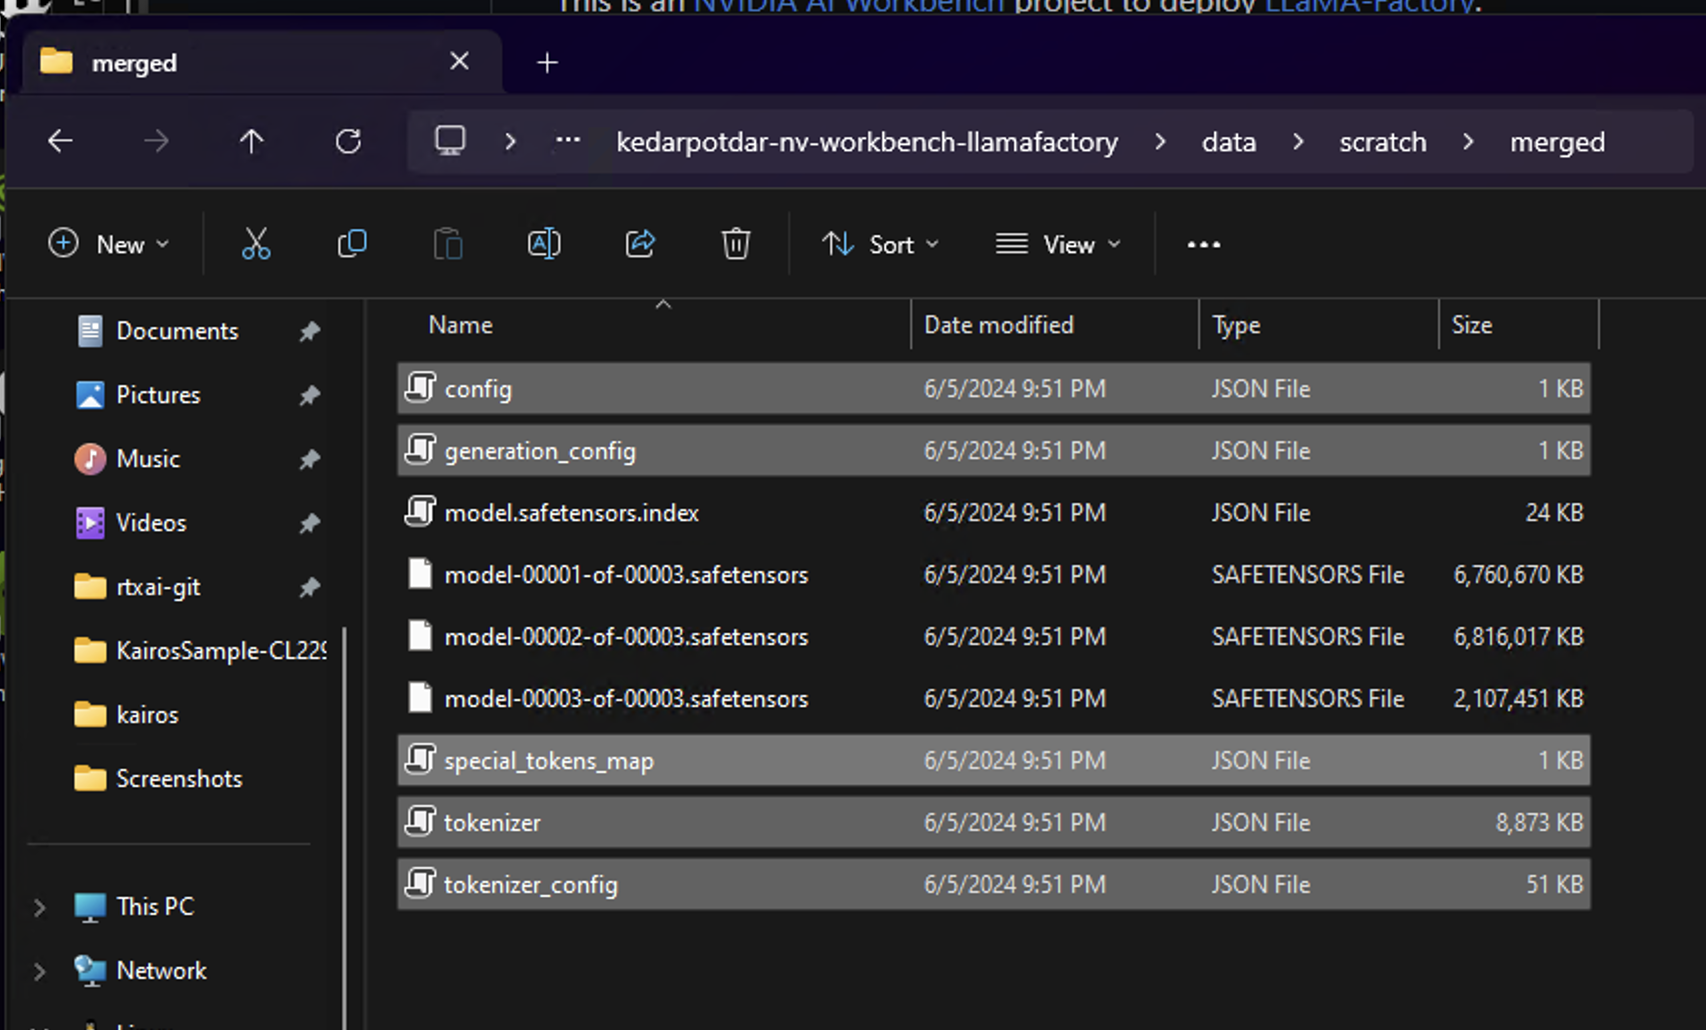 This is an NVIDIA AI Workbench project to deploy LLaMA-Factory.
merged
kedarpotdar-nv-workbench-llamafactory > data > scratch > merged
New
Sort
View
Name Date modified Type Size
Documents
Pictures
Music
Videos
rtxai-git
KairosSample-CL229
kairos
Screenshots
This PC
Network
config 6/5/2024 9:51 PM JSON File 1 KB
generation_config 6/5/2024 9:51 PM JSON File 1 KB
model.safetensors.index 6/5/2024 9:51 PM JSON File 24 KB
model-00001-of-00003.safetensors 6/5/2024 9:51 PM SAFETENSORS File 6,760,670 KB
model-00002-of-00003.safetensors 6/5/2024 9:51 PM SAFETENSORS File 6,816,017 KB
model-00003-of-00003.safetensors 6/5/2024 9:51 PM SAFETENSORS File 2,107,451 KB
special_tokens_map 6/5/2024 9:51 PM JSON File 1 KB
tokenizer 6/5/2024 9:51 PM JSON File 8,873 KB
tokenizer_config 6/5/2024 9:51 PM JSON File 51 KB